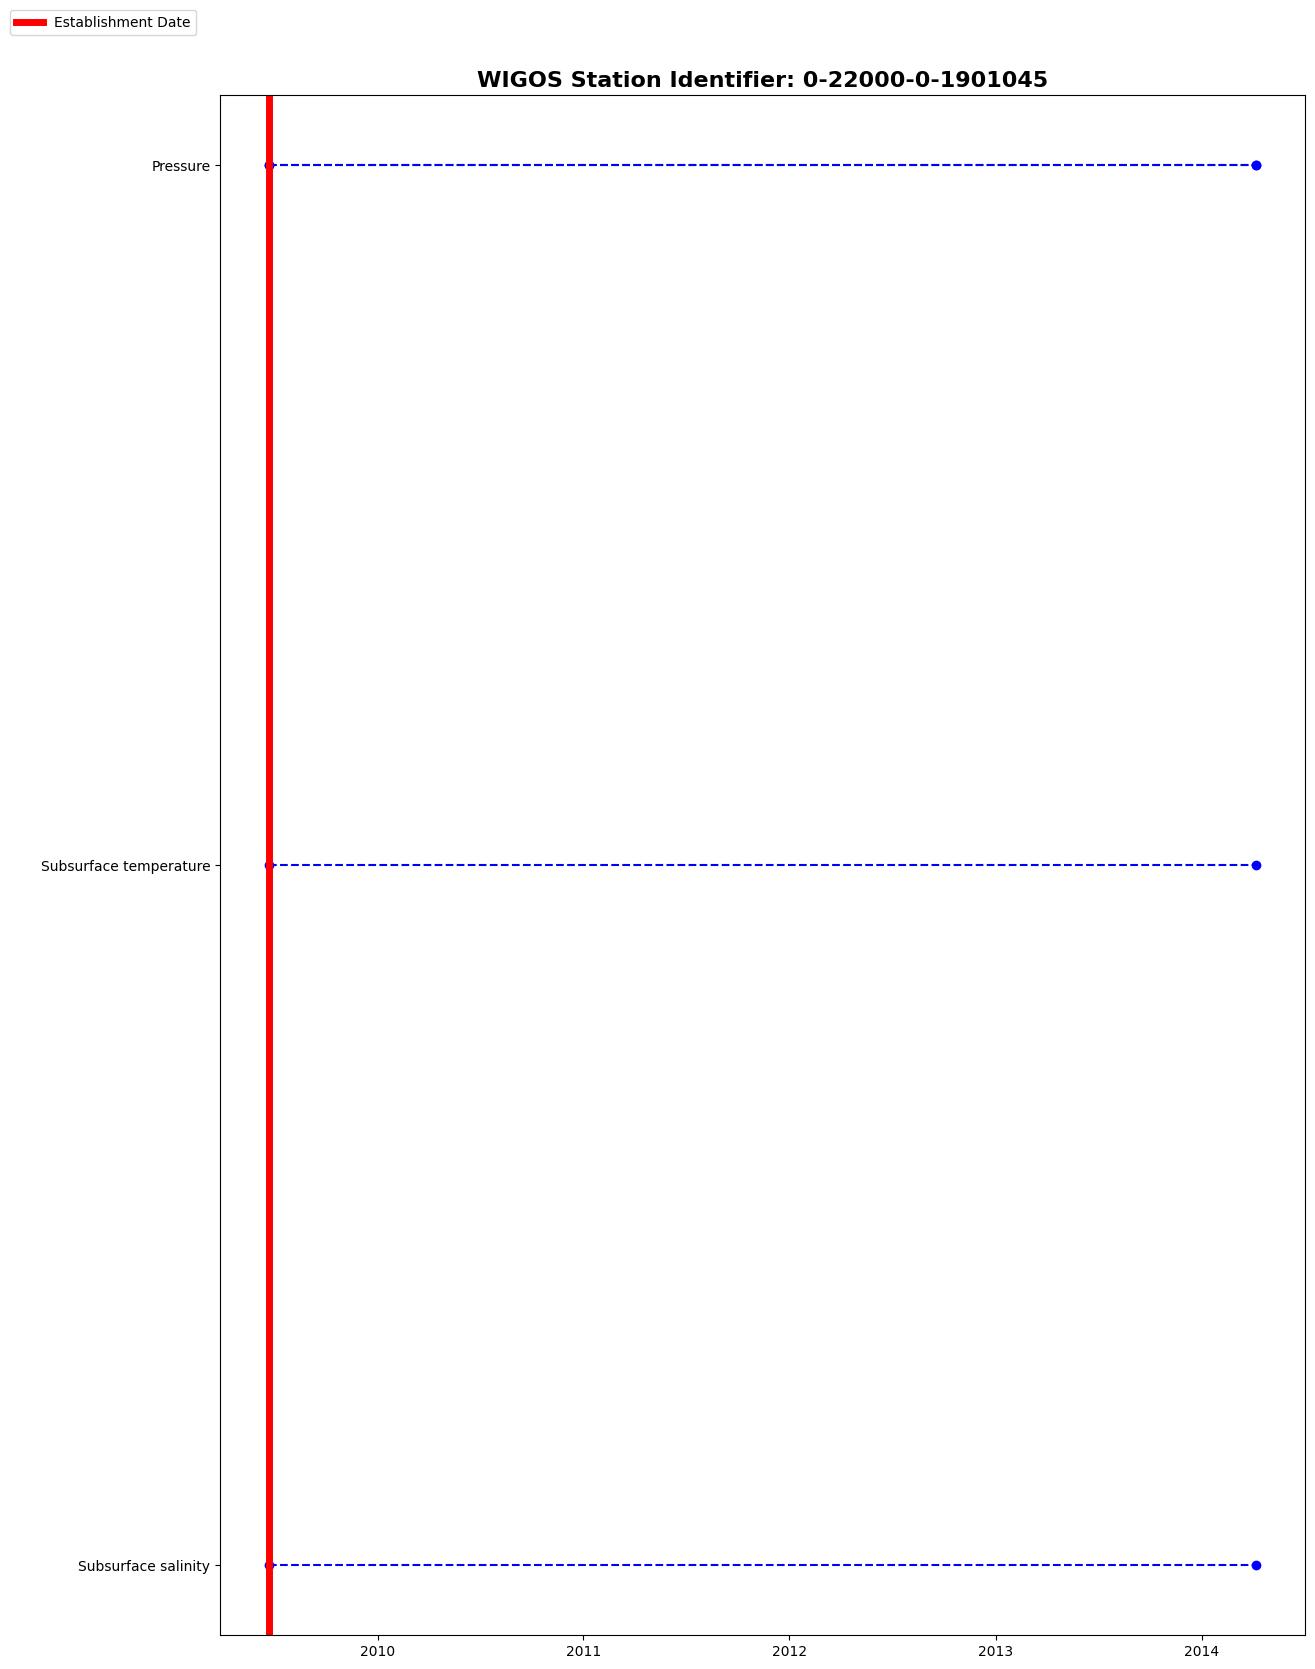 Establishment Date
WIGOS Station Identifier: 0-22000-0-1901045
Pressure
Subsurface temperature
Subsurface salinity
2010 2011 2012 2013 2014